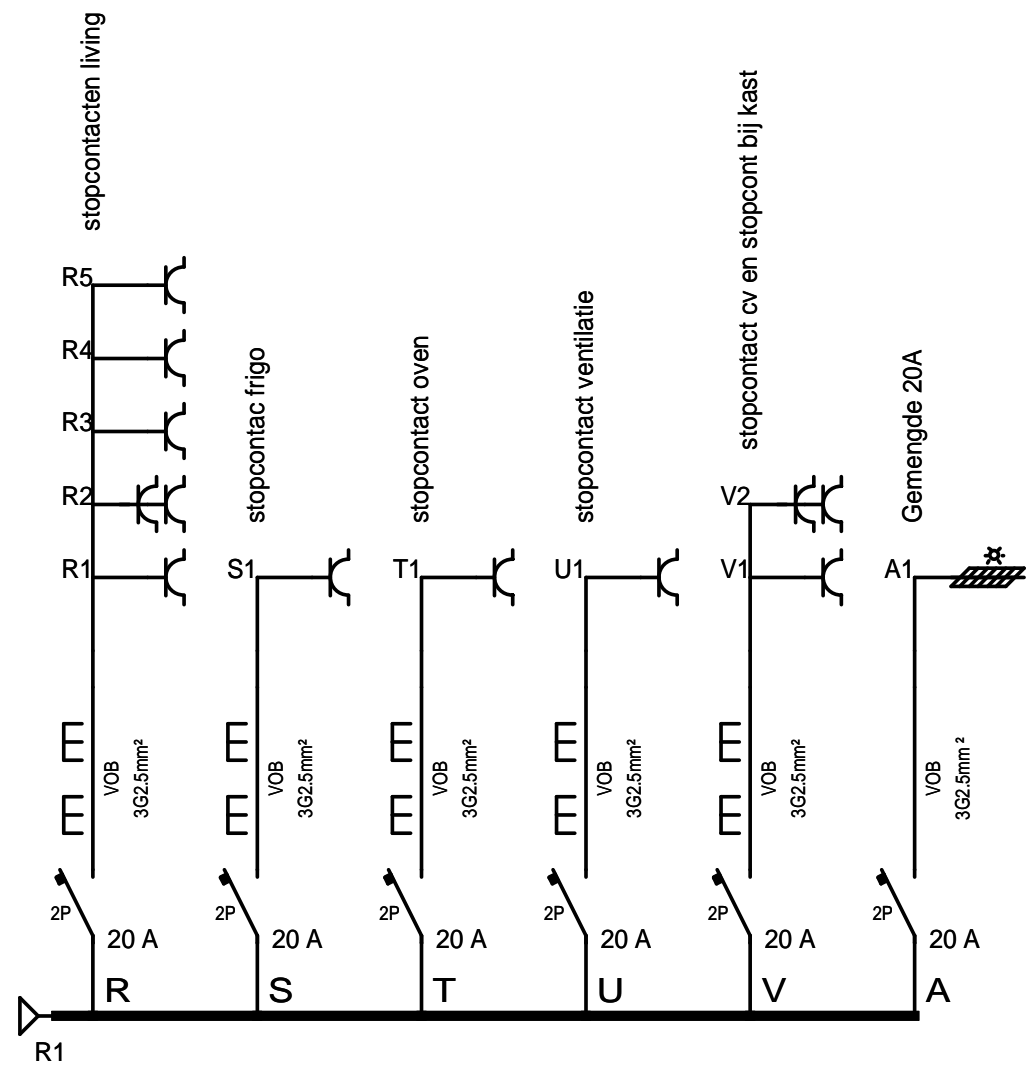 stopcontacten living
stopcontact cv en stopcont bij kast
R5
stopcontact ventilatie
stopcontact oven
stopcontac frigo
Gemengde 20A
R4
R3
R2
V2
R1
S1
T1
U1
V1
A1
VOB
3G2.5mm²
VOB
3G2.5mm²
VOB
3G2.5mm²
VOB
3G2.5mm²
VOB
3G2.5mm²
VOB
3G2.5mm²
2P
20 A
2P
20 A
2P
20 A
2P
20 A
2P
20 A
2P
20 A
R
S
T
U
V
A
R1